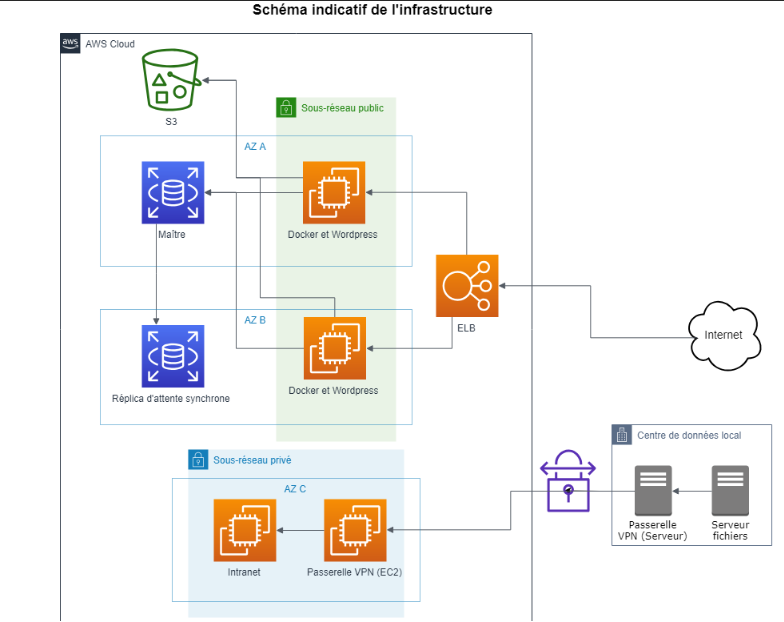 Schéma indicatif de l'infrastructure
aws
AWS Cloud
S3
Sous-réseau public
AZ A
Maître
Docker et Wordpress
ELB
Internet
AZ B
Réplica d'attente synchrone
Docker et Wordpress
Centre de données local
Sous-réseau privé
AZ C
Intranet
Passerelle VPN (EC2)
Passerelle
VPN (Serveur)
Serveur
fichiers